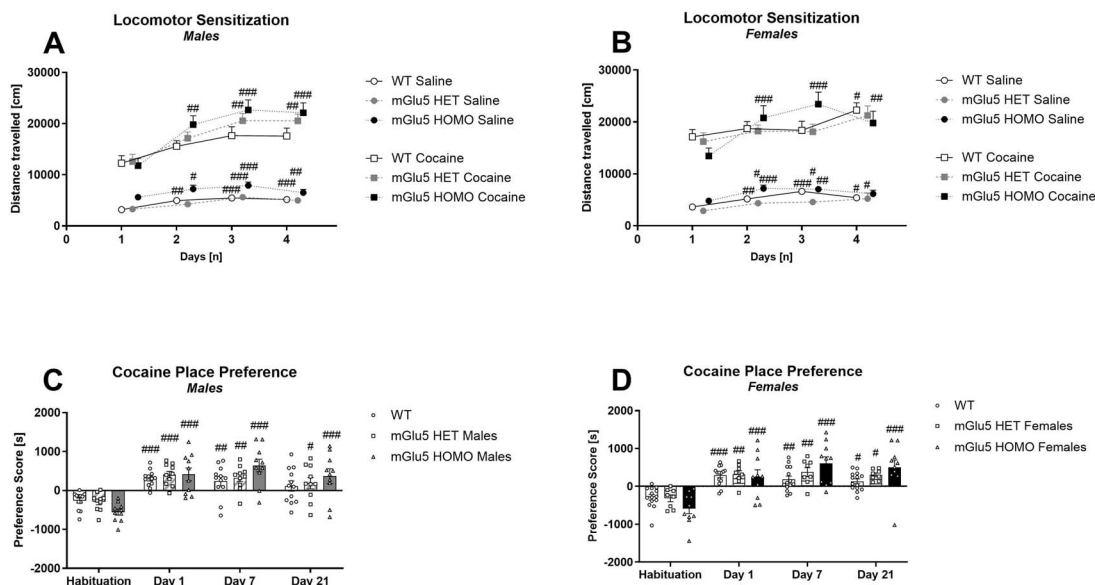 A
Locomotor Sensitization
Males
Distance travelled [cm]
30000
20000
10000
0
0 1 2 3 4
Days [n]
## ## ### ## ###
## # ### ### ### ### ##
WT Saline
mGlu5 HET Saline
mGlu5 HOMO Saline
WT Cocaine
mGlu5 HET Cocaine
mGlu5 HOMO Cocaine
B
Locomotor Sensitization
Females
Distance travelled [cm]
30000
20000
10000
0
0 1 2 3 4
Days [n]
### ### # ##
## # ### ### # ## # #
WT Saline
mGlu5 HET Saline
mGlu5 HOMO Saline
WT Cocaine
mGlu5 HET Cocaine
mGlu5 HOMO Cocaine
C
Cocaine Place Preference
Males
Preference Score [s]
2000
1000
0
-1000
-2000
### ### ### ## ## ### # ###
Habituation Day 1 Day 7 Day 21
WT
mGlu5 HET Males
mGlu5 HOMO Males
D
Cocaine Place Preference
Females
Preference Score [s]
2000
1000
0
-1000
-2000
### ## ### ## ## ### # # ###
Habituation Day 1 Day 7 Day 21
WT
mGlu5 HET Females
mGlu5 HOMO Females